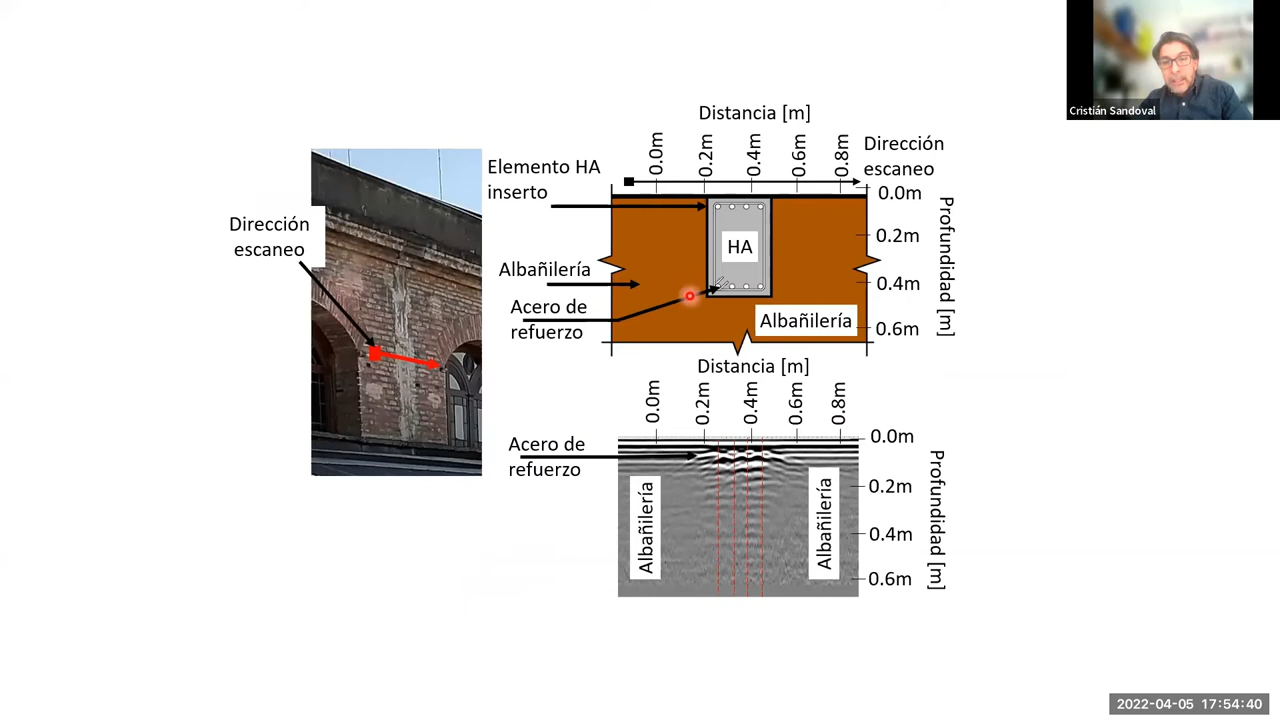 Cristián Sandoval
Distancia [m]
0.0m
0.2m
0.4m
0.6m
0.8m
Dirección
escaneo
Elemento HA
inserto
0.0m
0.2m
0.4m
0.6m
Profundidad [m]
Dirección
escaneo
HA
Albañilería
Acero de
refuerzo
Albañilería
Distancia [m]
0.0m
0.2m
0.4m
0.6m
0.8m
Acero de
refuerzo
0.0m
0.2m
0.4m
0.6m
Profundidad [m]
Albañilería
Albañilería
2022-04-05 17:54:40